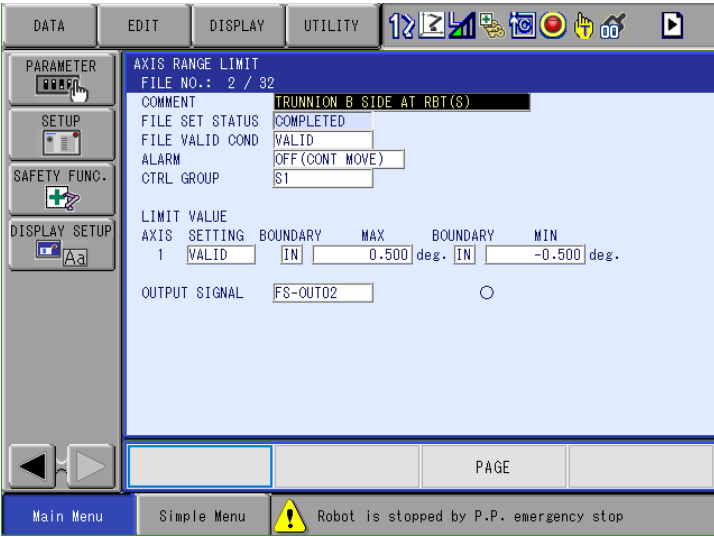 DATA EDIT DISPLAY UTILITY
PARAMETER
SETUP
SAFETY FUNC.
DISPLAY SETUP
Aa
AXIS RANGE LIMIT
FILE NO.: 2 / 32
COMMENT TRUNNION B SIDE AT RBT(S)
FILE SET STATUS COMPLETED
FILE VALID COND VALID
ALARM OFF(CONT MOVE)
CTRL GROUP S1
LIMIT VALUE
AXIS SETTING BOUNDARY MAX BOUNDARY MIN
1 VALID IN 0.500 deg. IN -0.500 deg.
OUTPUT SIGNAL FS-OUT02
PAGE
Main Menu Simple Menu Robot is stopped by P.P. emergency stop